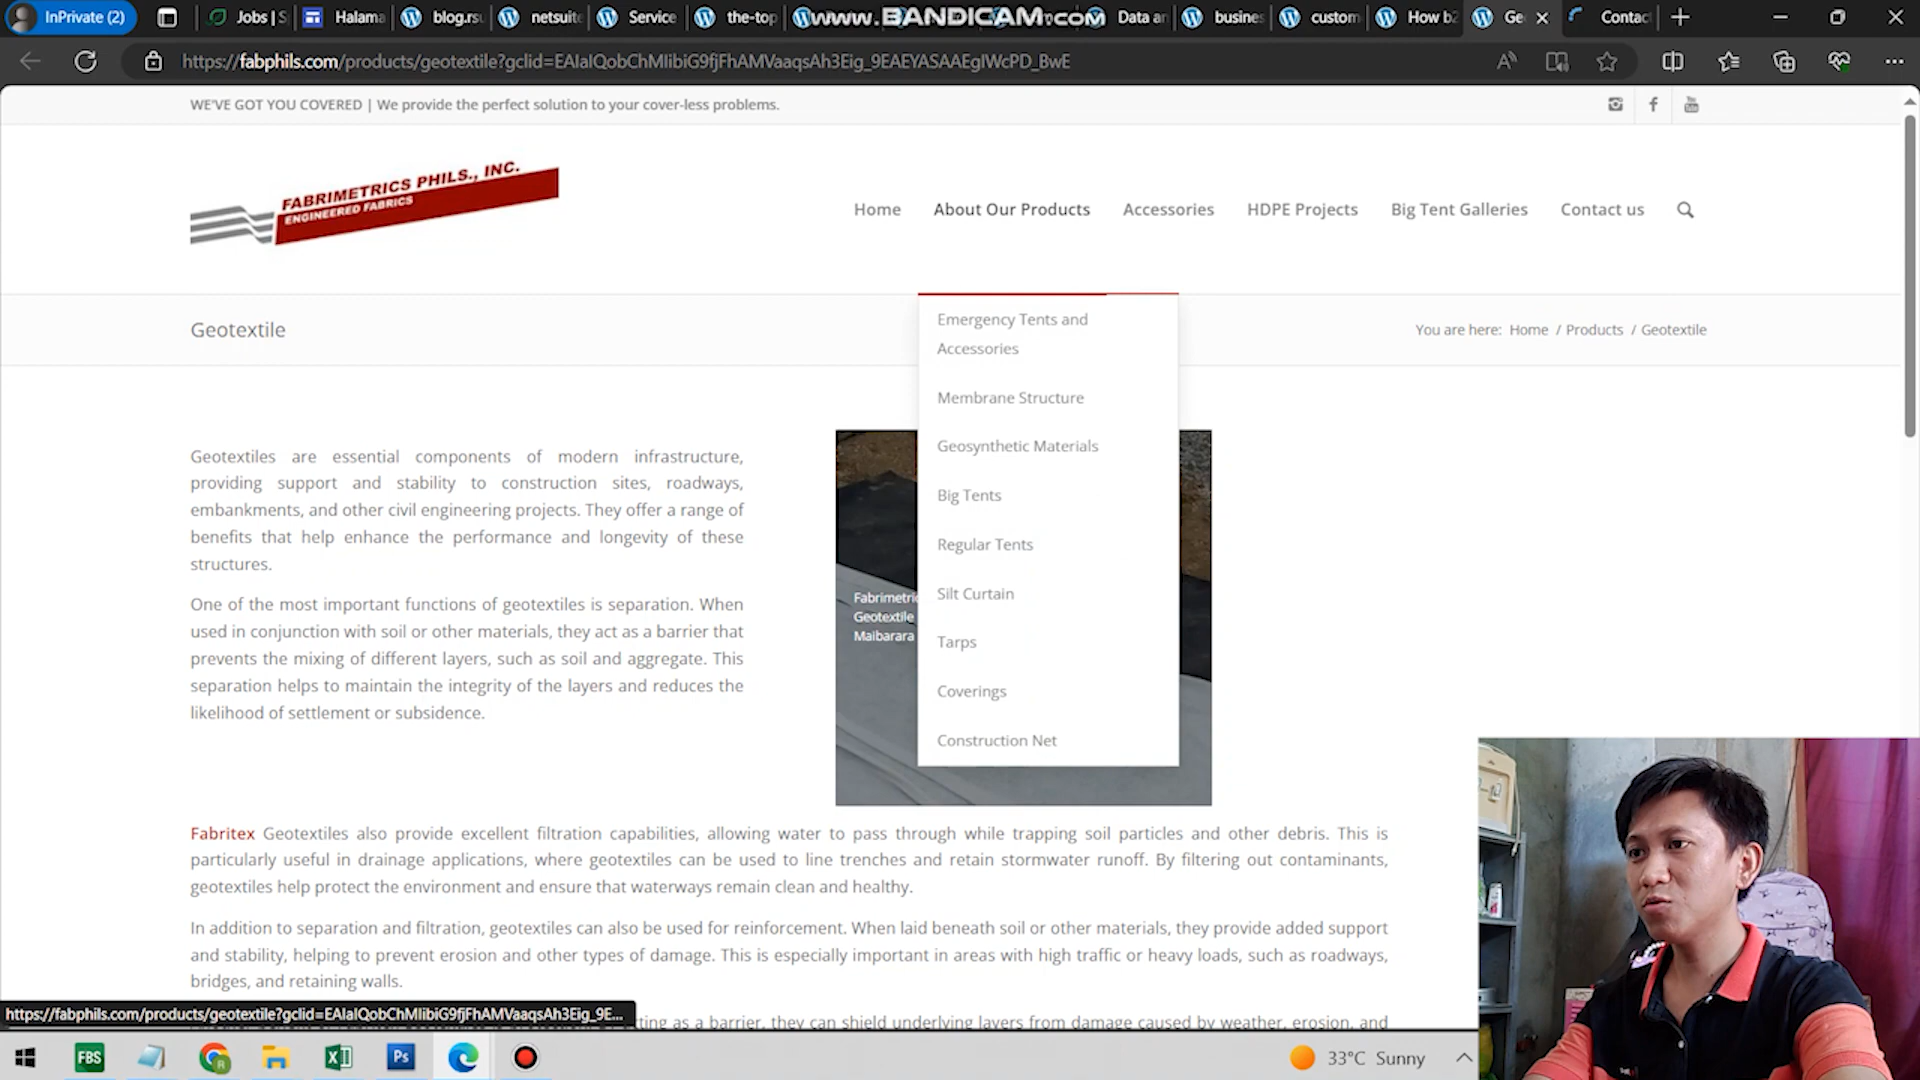 InPrivate (2)
Jobs | S
Halama
blog.rsu
netsuite
Service
the-top
www.BANDICAM.com
Data an
busines
custom
How b2
Ge
Contact
https://fabphils.com/products/geotextile?gclid=EAIaIQobChMIibiG9fjFhAMVaaqsAh3Eig_9EAEYASAAEgIWcPD_BwE
WE'VE GOT YOU COVERED | We provide the perfect solution to your cover-less problems.
FABRIMETRICS PHILS., INC.
ENGINEERED FABRICS
Home
About Our Products
Accessories
HDPE Projects
Big Tent Galleries
Contact us
Geotextile
You are here: Home / Products / Geotextile
Emergency Tents and
Accessories
Membrane Structure
Geosynthetic Materials
Big Tents
Regular Tents
Silt Curtain
Tarps
Coverings
Construction Net
Geotextiles are essential components of modern infrastructure,
providing support and stability to construction sites, roadways,
embankments, and other civil engineering projects. They offer a range of
benefits that help enhance the performance and longevity of these
structures.
One of the most important functions of geotextiles is separation. When
used in conjunction with soil or other materials, they act as a barrier that
prevents the mixing of different layers, such as soil and aggregate. This
separation helps to maintain the integrity of the layers and reduces the
likelihood of settlement or subsidence.
Fabrimetric
Geotextile
Maibarara
Fabritex Geotextiles also provide excellent filtration capabilities, allowing water to pass through while trapping soil particles and other debris. This is
particularly useful in drainage applications, where geotextiles can be used to line trenches and retain stormwater runoff. By filtering out contaminants,
geotextiles help protect the environment and ensure that waterways remain clean and healthy.
In addition to separation and filtration, geotextiles can also be used for reinforcement. When laid beneath soil or other materials, they provide added support
and stability, helping to prevent erosion and other types of damage. This is especially important in areas with high traffic or heavy loads, such as roadways,
bridges, and retaining walls.
ting as a barrier, they can shield underlying layers from damage caused by weather, erosion, and
https://fabphils.com/products/geotextile?gclid=EAIaIQobChMIibiG9fjFhAMVaaqsAh3Eig_9E...
FBS
Ps
33°C Sunny